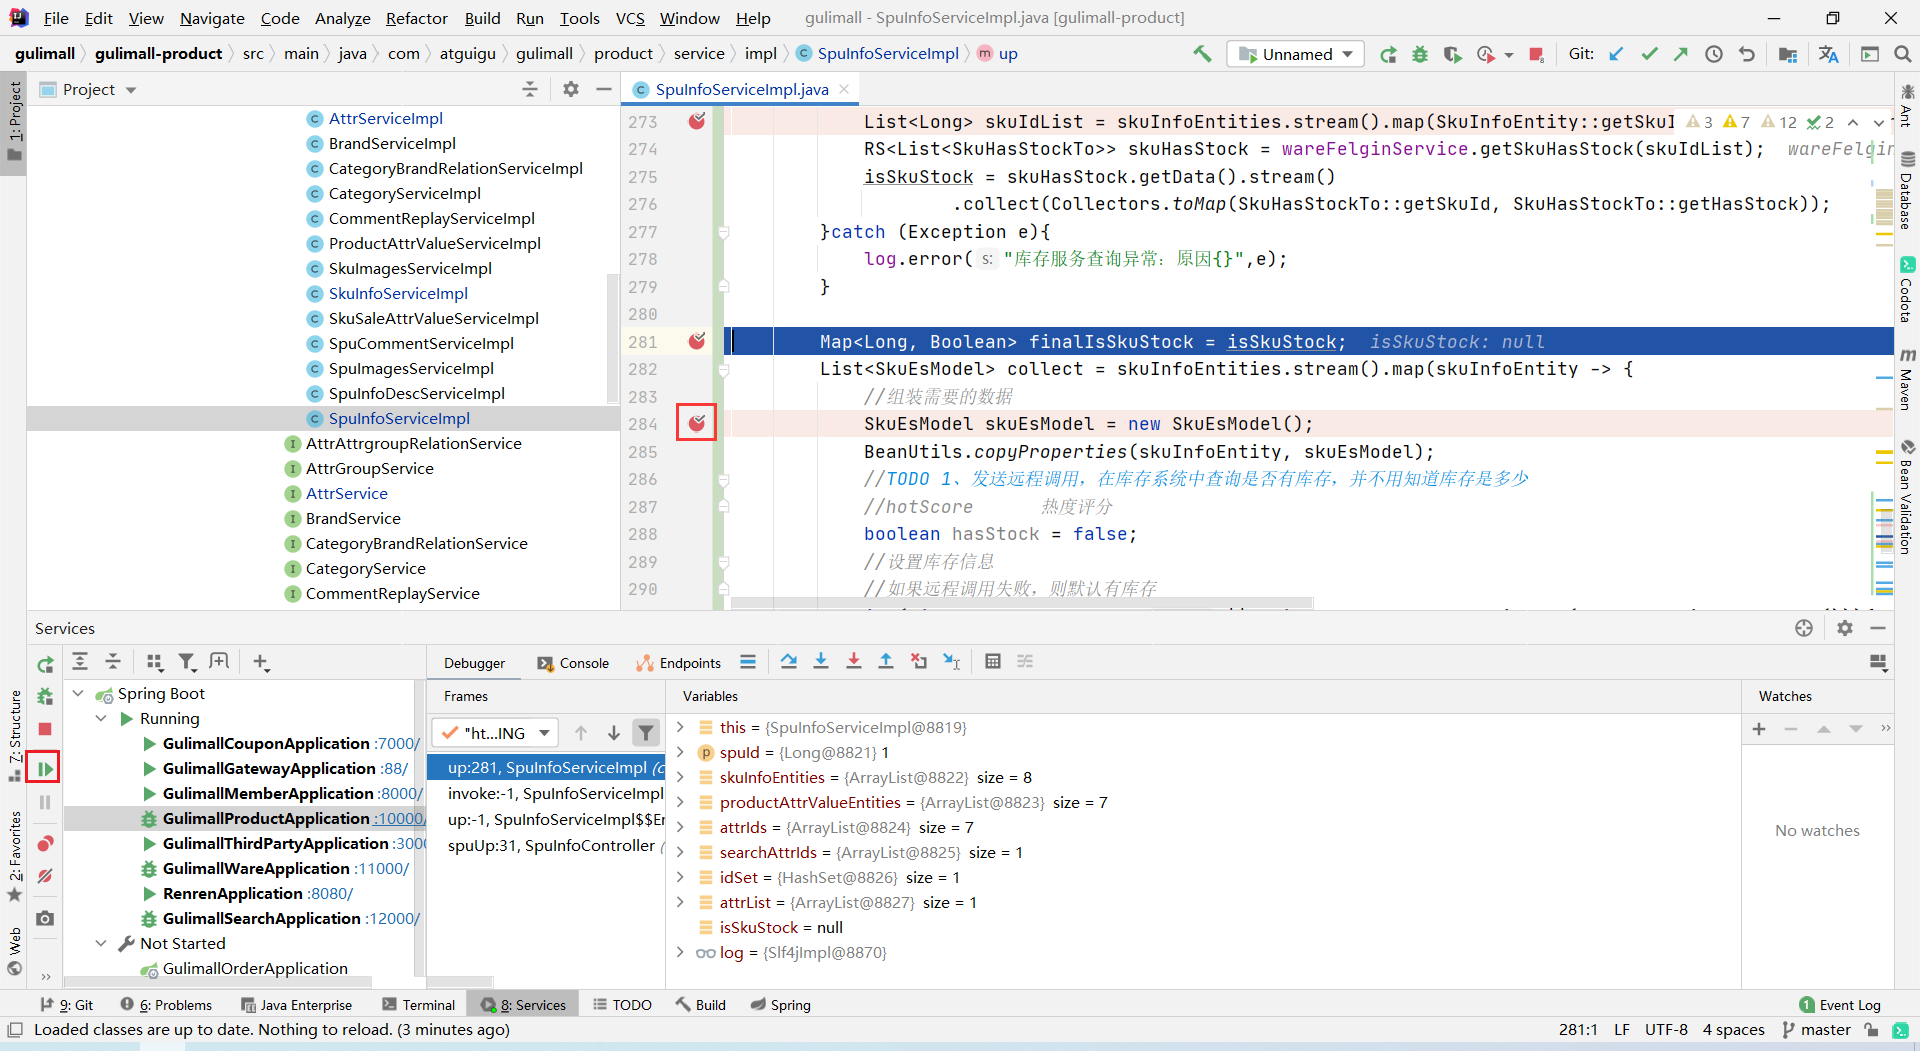 File Edit View Navigate Code Analyze Refactor Build Run Tools VCS Window Help gulimall - SpuInfoServiceImpl.java [gulimall-product]
gulimall gulimall-product src main java com atguigu gulimall product service impl SpuInfoServiceImpl up Unnamed Git:
Project
SpuInfoServiceImpl.java
1: Project
7: Structure
2: Favorites
Web
AttrServiceImpl
BrandServiceImpl
CategoryBrandRelationServiceImpl
CategoryServiceImpl
CommentReplayServiceImpl
ProductAttrValueServiceImpl
SkuImagesServiceImpl
SkuInfoServiceImpl
SkuSaleAttrValueServiceImpl
SpuCommentServiceImpl
SpuImagesServiceImpl
SpuInfoDescServiceImpl
SpuInfoServiceImpl
AttrAttrgroupRelationService
AttrGroupService
AttrService
BrandService
CategoryBrandRelationService
CategoryService
CommentReplayService
273 List<Long> skuIdList = skuInfoEntities.stream().map(SkuInfoEntity::getSkuI 3 7 12 2
274 RS<List<SkuHasStockTo>> skuHasStock = wareFelginService.getSkuHasStock(skuIdList); wareFelgin
275 isSkuStock = skuHasStock.getData().stream()
276 .collect(Collectors.toMap(SkuHasStockTo::getSkuId, SkuHasStockTo::getHasStock));
277 }catch (Exception e){
278 log.error( s: "库存服务查询异常：原因{}",e);
279 }
280
281 Map<Long, Boolean> finalIsSkuStock = isSkuStock; isSkuStock: null
282 List<SkuEsModel> collect = skuInfoEntities.stream().map(skuInfoEntity -> {
283 //组装需要的数据
284 SkuEsModel skuEsModel = new SkuEsModel();
285 BeanUtils.copyProperties(skuInfoEntity, skuEsModel);
286 //TODO 1、发送远程调用，在库存系统中查询是否有库存，并不用知道库存是多少
287 //hotScore 热度评分
288 boolean hasStock = false;
289 //设置库存信息
290 //如果远程调用失败，则默认有库存
Ant
Database
Codota
Maven
Bean Validation
Services
Debugger Console Endpoints
Spring Boot
Running
GulimallCouponApplication :7000/
GulimallGatewayApplication :88/
GulimallMemberApplication :8000/
GulimallProductApplication :10000/
GulimallThirdPartyApplication :3000
GulimallWareApplication :11000/
RenrenApplication :8080/
GulimallSearchApplication :12000/
Not Started
GulimallOrderApplication
Frames
"ht...ING
up:281, SpuInfoServiceImpl (c
invoke:-1, SpuInfoServiceImpl
up:-1, SpuInfoServiceImpl$$Er
spuUp:31, SpuInfoController (
Variables
this = {SpuInfoServiceImpl@8819}
spuId = {Long@8821} 1
skuInfoEntities = {ArrayList@8822} size = 8
productAttrValueEntities = {ArrayList@8823} size = 7
attrIds = {ArrayList@8824} size = 7
searchAttrIds = {ArrayList@8825} size = 1
idSet = {HashSet@8826} size = 1
attrList = {ArrayList@8827} size = 1
isSkuStock = null
log = {Slf4jImpl@8870}
Watches
No watches
9: Git 6: Problems Java Enterprise Terminal 8: Services TODO Build Spring 1 Event Log
Loaded classes are up to date. Nothing to reload. (3 minutes ago) 281:1 LF UTF-8 4 spaces master